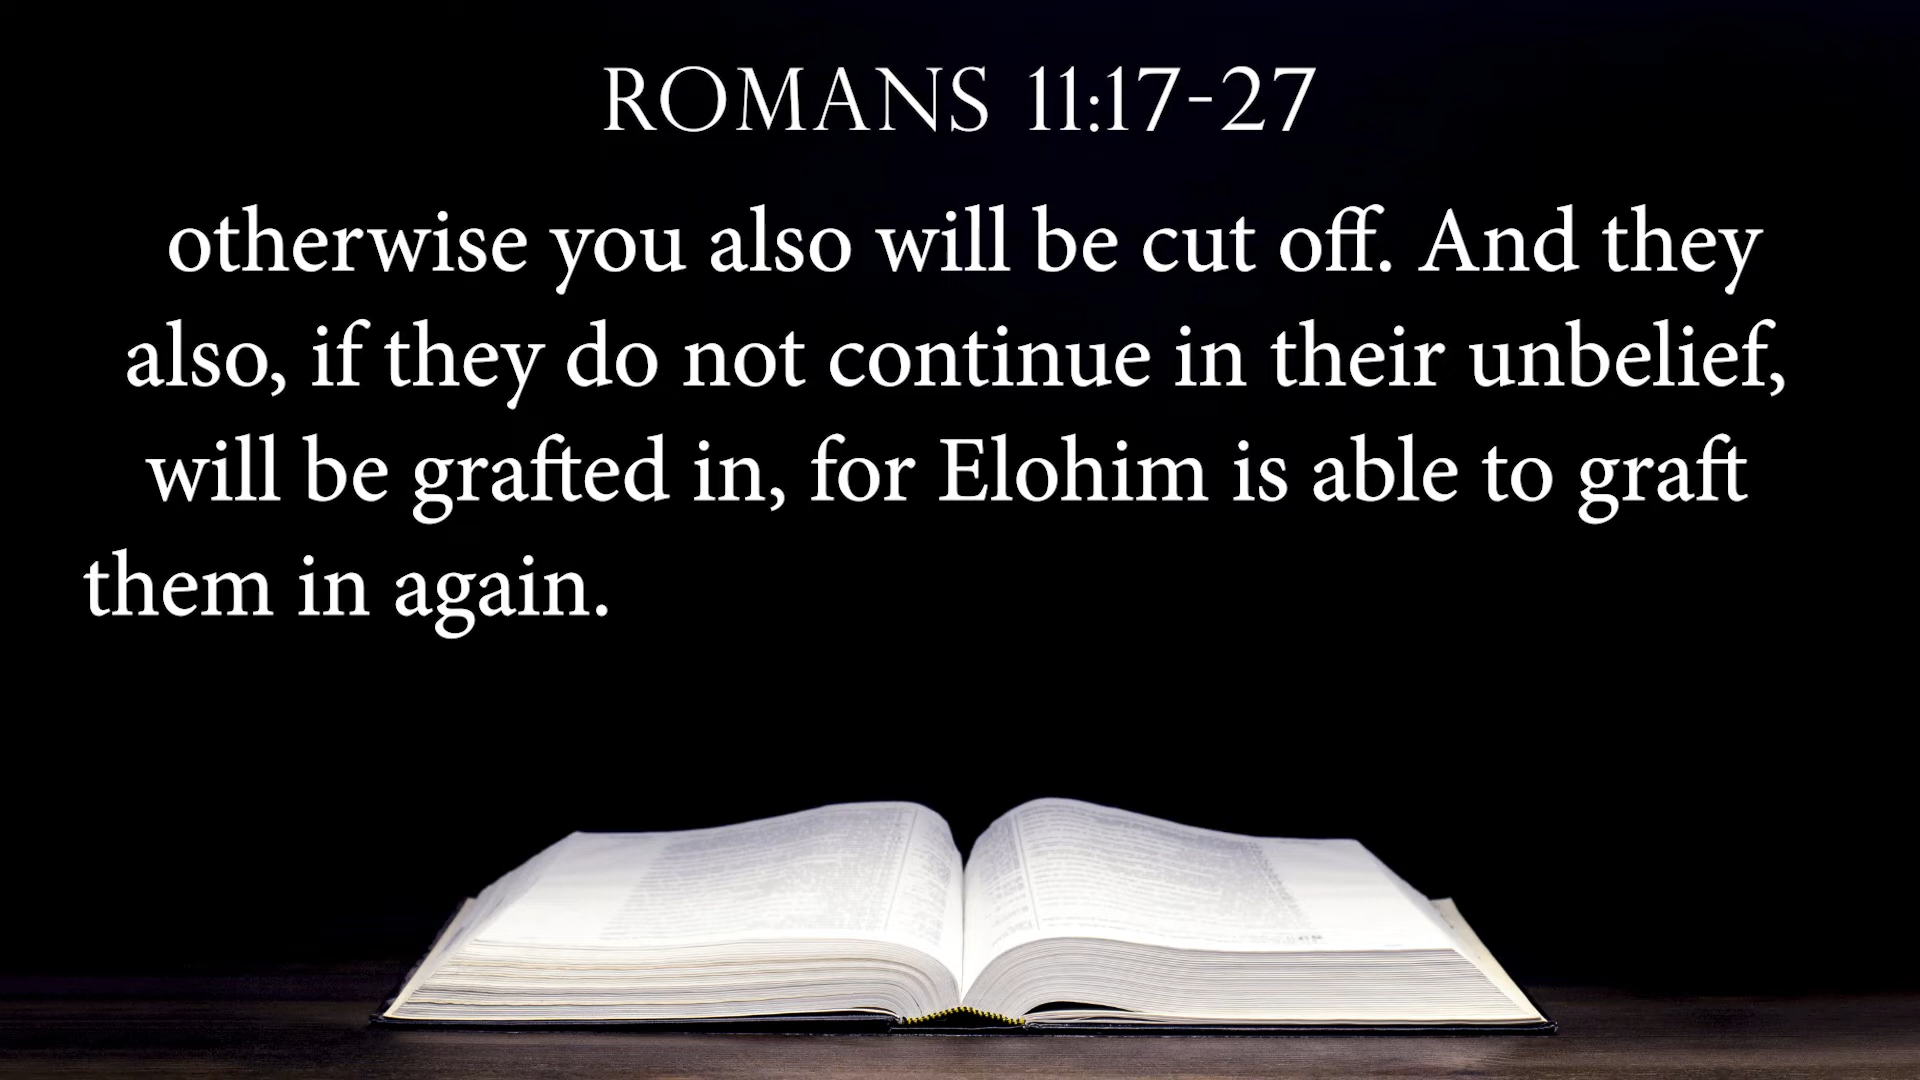 ROMANS 11:17-27
otherwise you also will be cut off. And they
also, if they do not continue in their unbelief,
will be grafted in, for Elohim is able to graft
them in again.